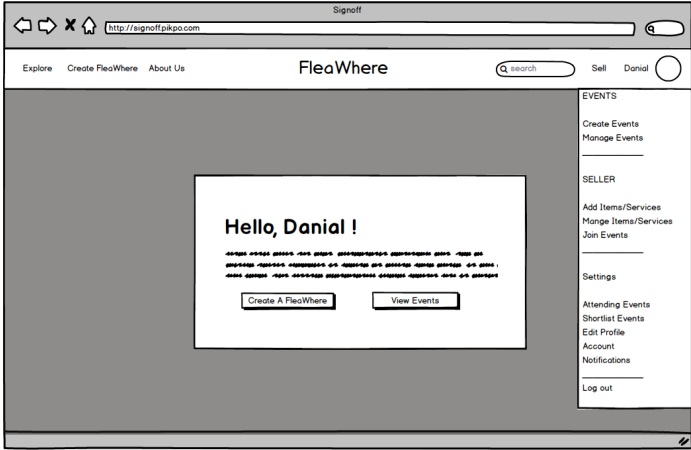 Signoff
http://signoff.pikpo.com
Explore Create FleaWhere About Us FleaWhere search Sell Danial
EVENTS
Create Events
Manage Events
SELLER
Add Items/Services
Mange Items/Services
Join Events
Settings
Attending Events
Shortlist Events
Edit Profile
Account
Notifications
Log out
Hello, Danial !
Create A FleaWhere View Events